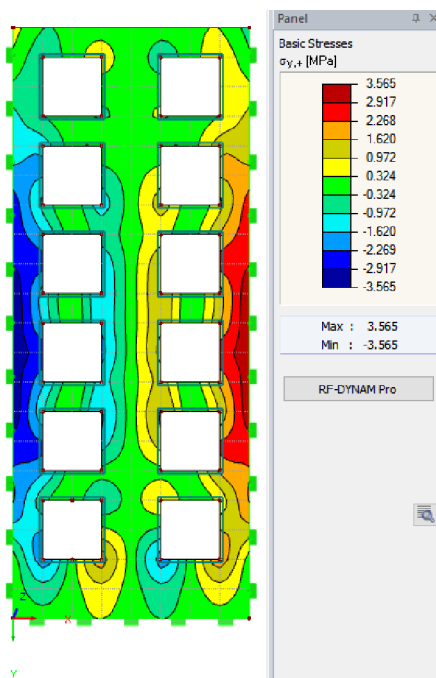 Panel
Basic Stresses
σy,+ [MPa]
3.565
2.917
2.268
1.620
0.972
0.324
-0.324
-0.972
-1.620
-2.269
-2.917
-3.565
Max : 3.565
Min : -3.565
RF-DYNAM Pro
Z
X
Y